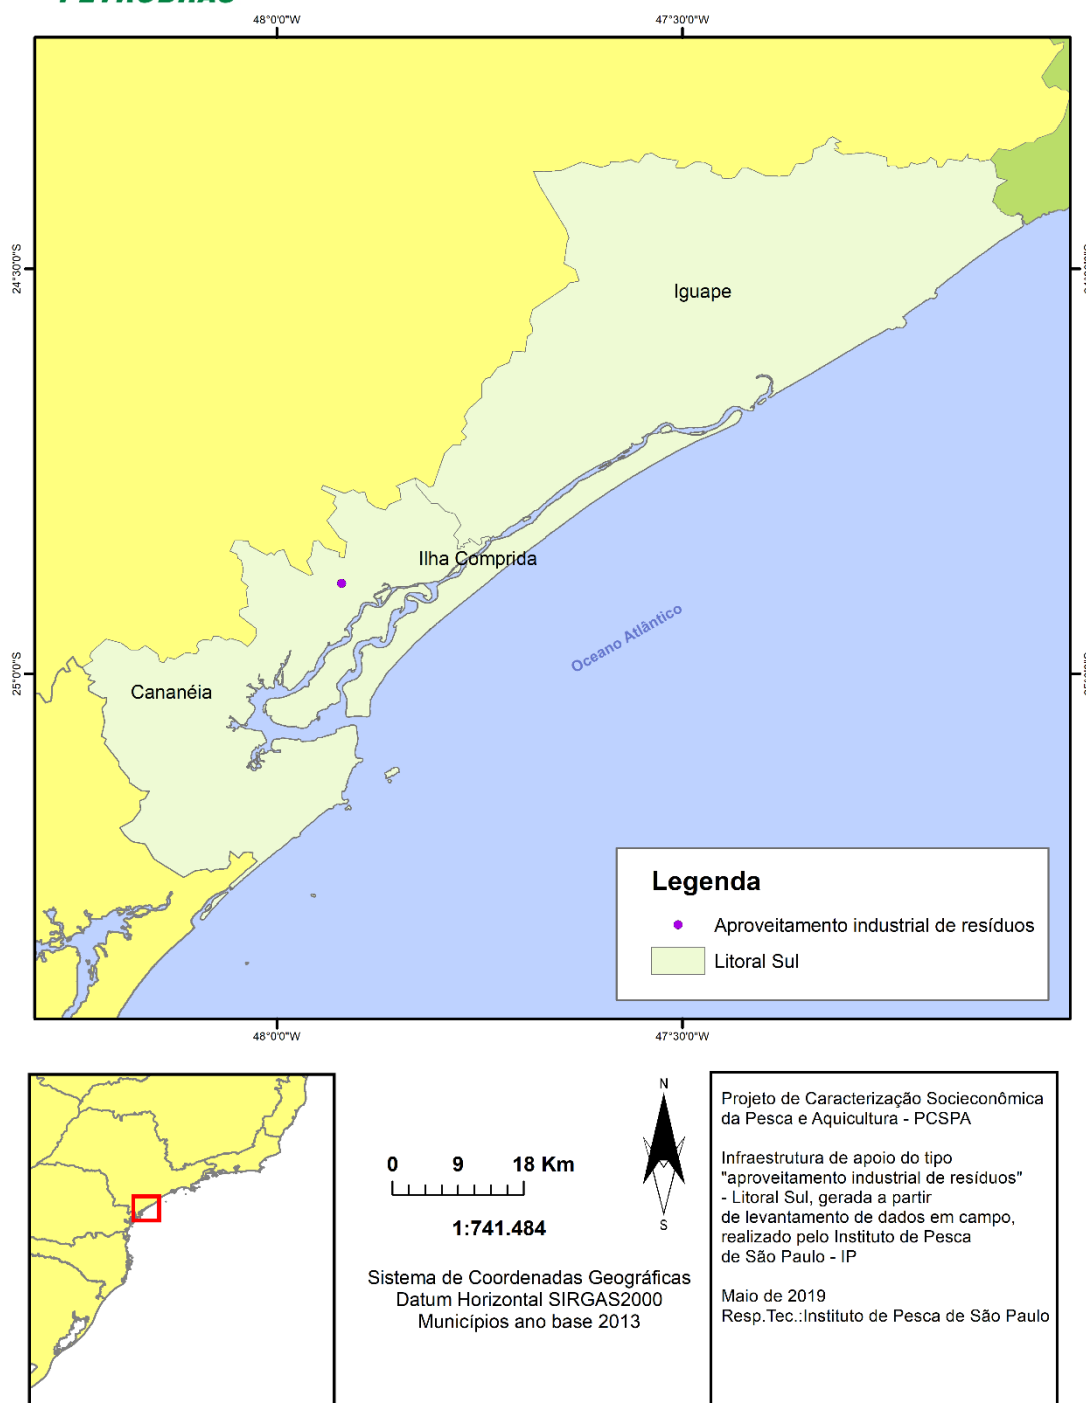 PETROBRAS
48°0'0"W
47°30'0"W
24°30'0"S
Iguape
Ilha Comprida
Oceano Atlântico
25°0'0"S
Cananéia
Legenda
Aproveitamento industrial de resíduos
Litoral Sul
48°0'0"W
47°30'0"W
N
S
0 9 18 Km
1:741.484
Sistema de Coordenadas Geográficas
Datum Horizontal SIRGAS2000
Municípios ano base 2013
Projeto de Caracterização Socieconômica
da Pesca e Aquicultura - PCSPA
Infraestrutura de apoio do tipo
"aproveitamento industrial de resíduos"
- Litoral Sul, gerada a partir
de levantamento de dados em campo,
realizado pelo Instituto de Pesca
de São Paulo - IP
Maio de 2019
Resp.Tec.:Instituto de Pesca de São Paulo